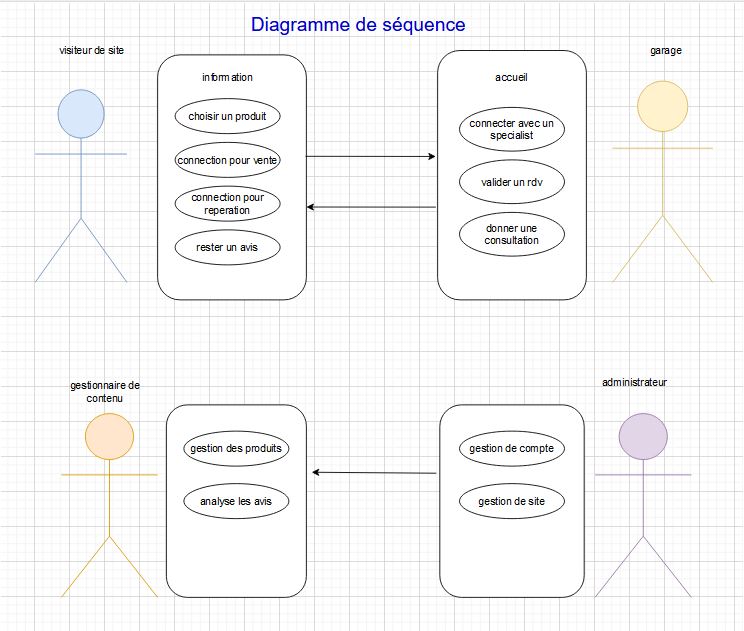 Diagramme de séquence
visiteur de site
garage
information
accueil
choisir un produit
connection pour vente
connection pour
reperation
rester un avis
connecter avec un
specialist
valider un rdv
donner une
consultation
gestionnaire de
contenu
administrateur
gestion des produits
analyse les avis
gestion de compte
gestion de site